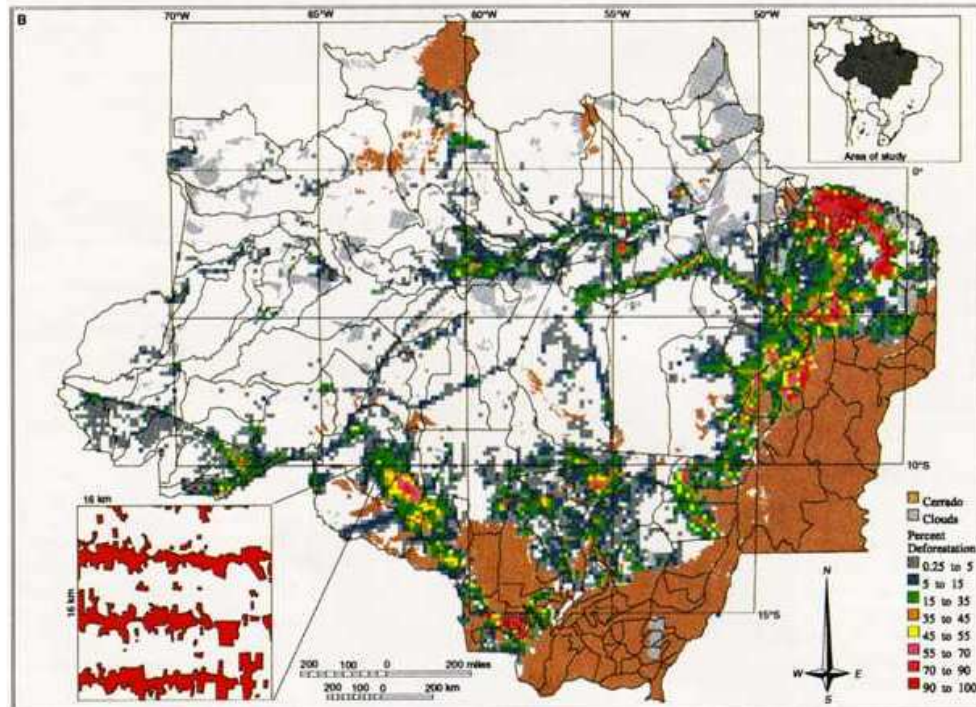 B
70°W
65°W
60°W
55°W
50°W
Area of study
0°
10°S
16 km
16 km
Cerrado
Clouds
Percent
Deforestation
0.25 to 5
5 to 15
15 to 35
35 to 45
45 to 55
55 to 70
70 to 90
90 to 100
15°S
N
W
E
S
200 100 0 200 miles
200 100 0 200 km